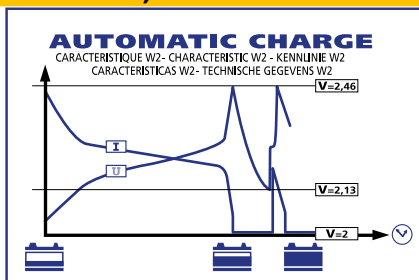 AUTOMATIC CHARGE
CARACTERISTIQUE W2- CHARACTERISTIC W2 - KENNLINIE W2
CARACTERISTICAS W2- TECHNISCHE GEGEVENS W2
V=2,46
I
U
V=2,13
V=2